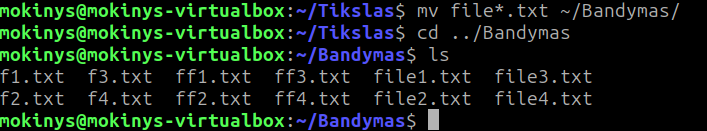 mokinys@mokinys-virtualbox:~/Tikslas$ mv file*.txt ~/Bandymas/
mokinys@mokinys-virtualbox:~/Tikslas$ cd ../Bandymas
mokinys@mokinys-virtualbox:~/Bandymas$ ls
f1.txt  f3.txt  ff1.txt  ff3.txt  file1.txt  file3.txt
f2.txt  f4.txt  ff2.txt  ff4.txt  file2.txt  file4.txt
mokinys@mokinys-virtualbox:~/Bandymas$